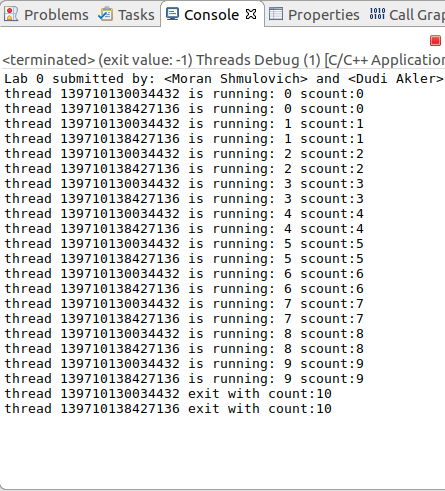 Problems Tasks Console Properties Call Gra
<terminated> (exit value: -1) Threads Debug (1) [C/C++ Application
Lab 0 submitted by: <Moran Shmulovich> and <Dudi Akler>
thread 139710130034432 is running: 0 scount:0
thread 139710138427136 is running: 0 scount:0
thread 139710130034432 is running: 1 scount:1
thread 139710138427136 is running: 1 scount:1
thread 139710130034432 is running: 2 scount:2
thread 139710138427136 is running: 2 scount:2
thread 139710130034432 is running: 3 scount:3
thread 139710138427136 is running: 3 scount:3
thread 139710130034432 is running: 4 scount:4
thread 139710138427136 is running: 4 scount:4
thread 139710130034432 is running: 5 scount:5
thread 139710138427136 is running: 5 scount:5
thread 139710130034432 is running: 6 scount:6
thread 139710138427136 is running: 6 scount:6
thread 139710130034432 is running: 7 scount:7
thread 139710138427136 is running: 7 scount:7
thread 139710130034432 is running: 8 scount:8
thread 139710138427136 is running: 8 scount:8
thread 139710130034432 is running: 9 scount:9
thread 139710138427136 is running: 9 scount:9
thread 139710130034432 exit with count:10
thread 139710138427136 exit with count:10